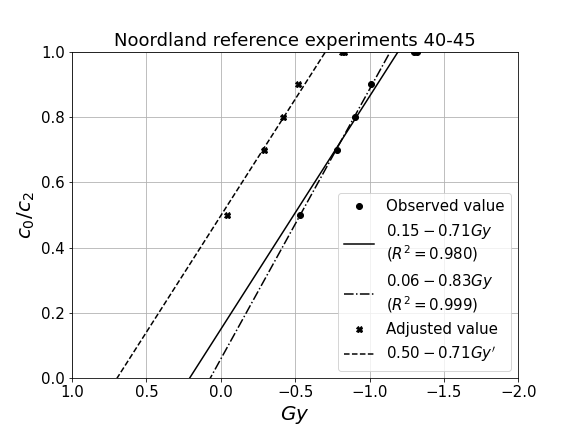 Noordland reference experiments 40-45
1.0
0.8
0.6
0.4
0.2
0.0
c₀/c₂
Observed value
0.15 − 0.71Gy
(R² = 0.980)
0.06 − 0.83Gy
(R² = 0.999)
Adjusted value
0.50 − 0.71Gy′
1.0 0.5 0.0 −0.5 −1.0 −1.5 −2.0
Gy